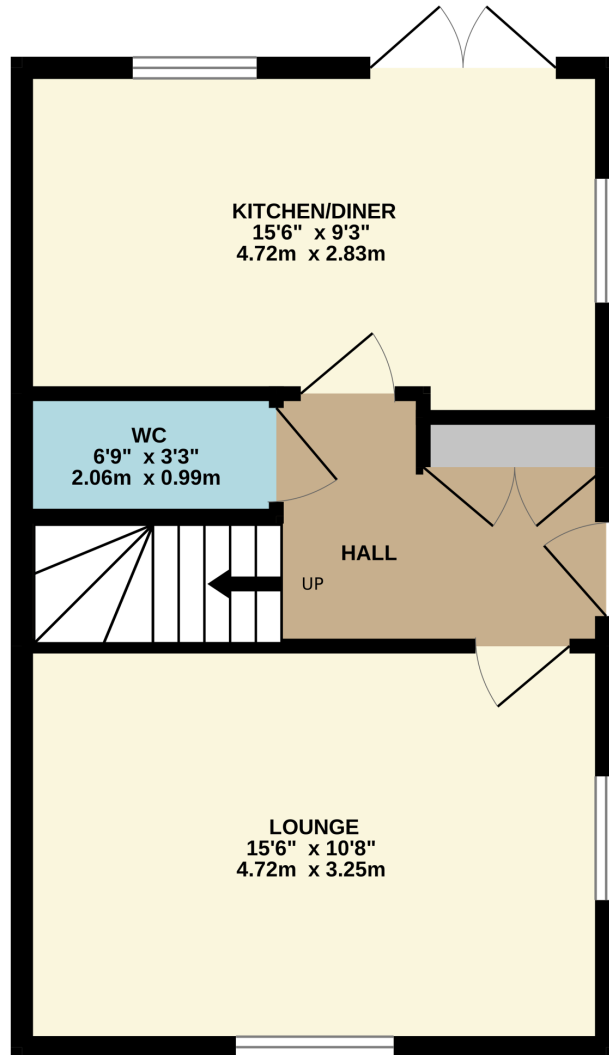 KITCHEN/DINER
15'6" x 9'3"
4.72m x 2.83m
WC
6'9" x 3'3"
2.06m x 0.99m
HALL
UP
LOUNGE
15'6" x 10'8"
4.72m x 3.25m